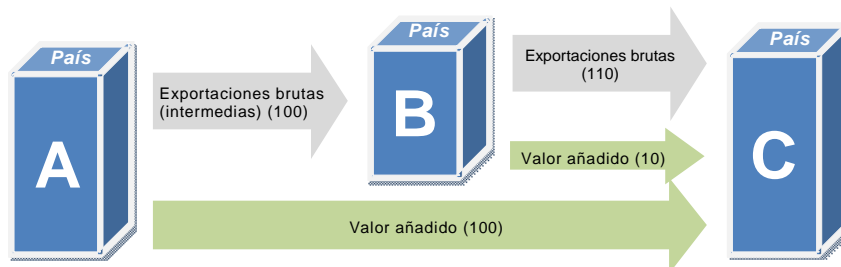 País
A
Exportaciones brutas
(intermedias) (100)
País
B
Exportaciones brutas
(110)
Valor añadido (10)
Valor añadido (100)
País
C